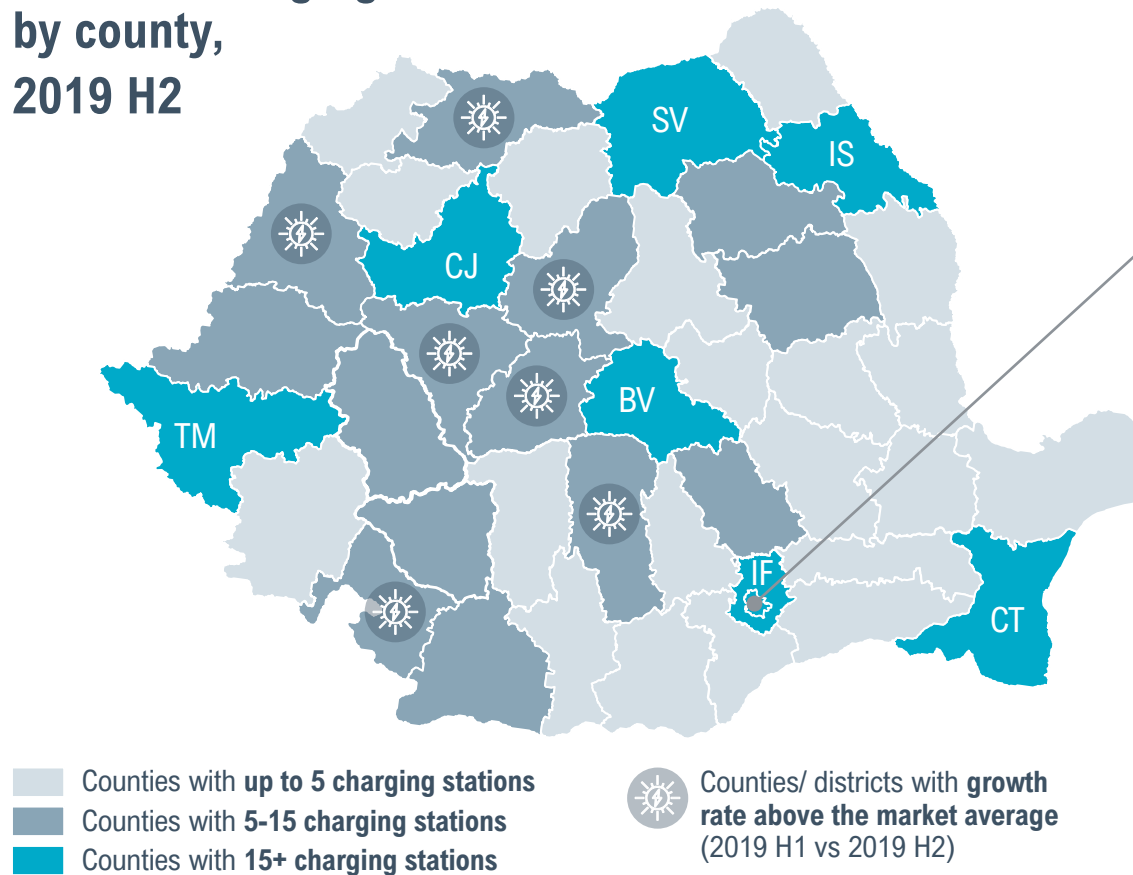 by county,
2019 H2
SV
IS
CJ
BV
TM
IF
CT
Counties with up to 5 charging stations
Counties with 5-15 charging stations
Counties with 15+ charging stations
Counties/ districts with growth
rate above the market average
(2019 H1 vs 2019 H2)